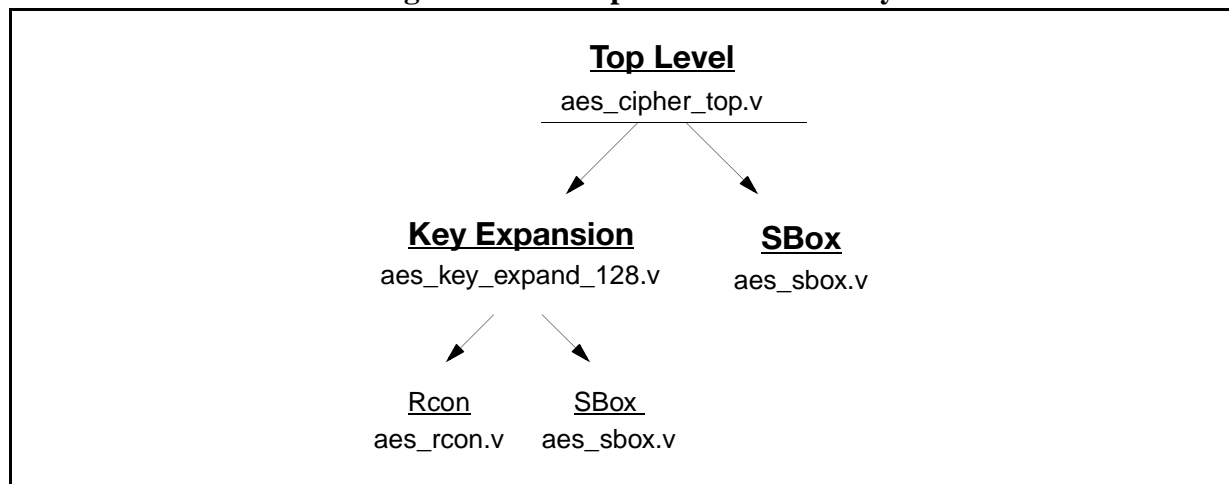 Top Level
aes_cipher_top.v
Key Expansion
aes_key_expand_128.v
SBox
aes_sbox.v
Rcon
aes_rcon.v
SBox
aes_sbox.v